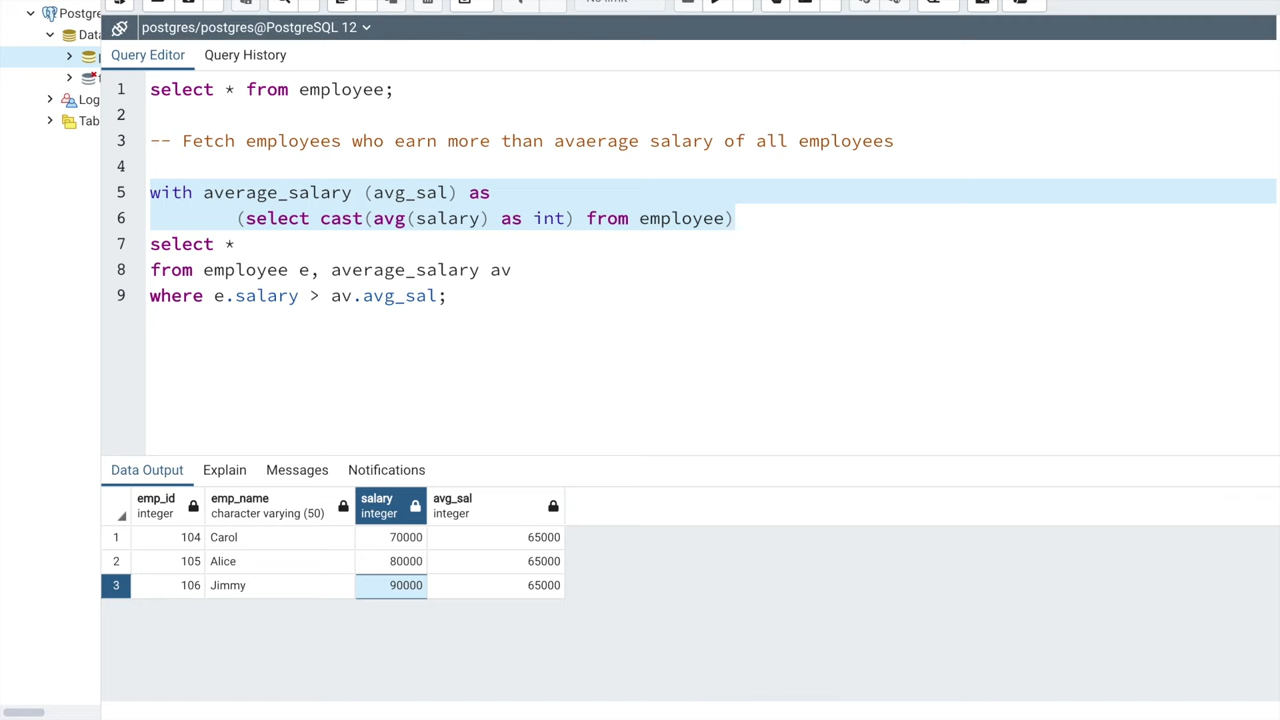 Postgre
postgres/postgres@PostgreSQL 12
Data
Query Editor Query History
Log
Tab
1 select * from employee;
2
3 -- Fetch employees who earn more than avaerage salary of all employees
4
5 with average_salary (avg_sal) as
6 (select cast(avg(salary) as int) from employee)
7 select *
8 from employee e, average_salary av
9 where e.salary > av.avg_sal;
Data Output Explain Messages Notifications
emp_id emp_name salary avg_sal
integer character varying (50) integer integer
1 104 Carol 70000 65000
2 105 Alice 80000 65000
3 106 Jimmy 90000 65000